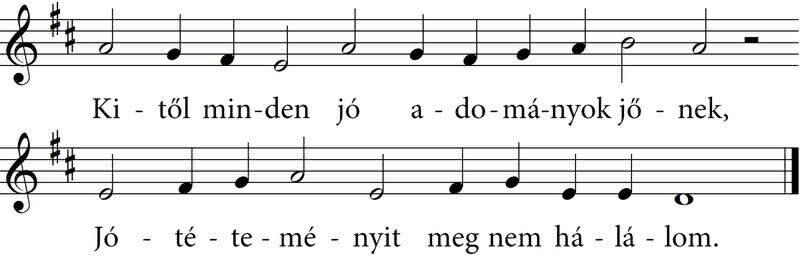 Ki - től min-den jó a - do-má-nyok jő - nek,
Jó - té - te - mé - nyit meg nem há - lá - lom.